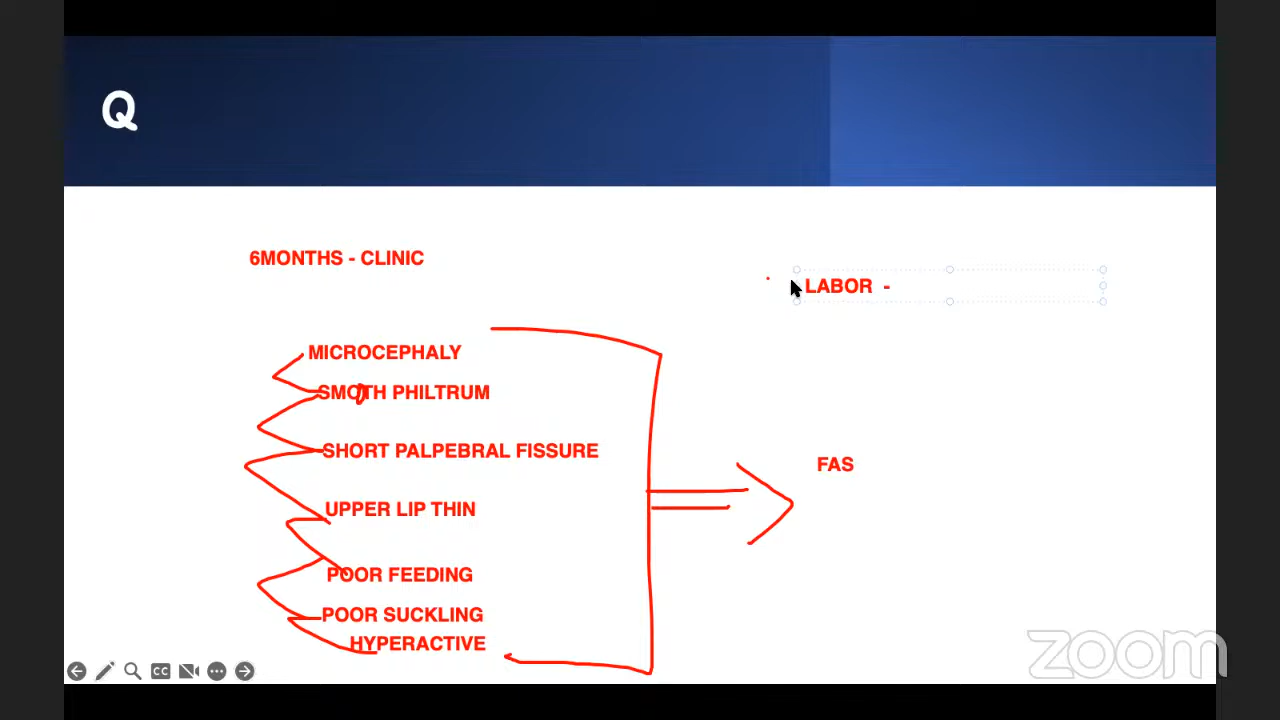 Q
6MONTHS - CLINIC
LABOR -
MICROCEPHALY
SMOTH PHILTRUM
SHORT PALPEBRAL FISSURE
FAS
UPPER LIP THIN
POOR FEEDING
POOR SUCKLING
HYPERACTIVE
zoom
CC